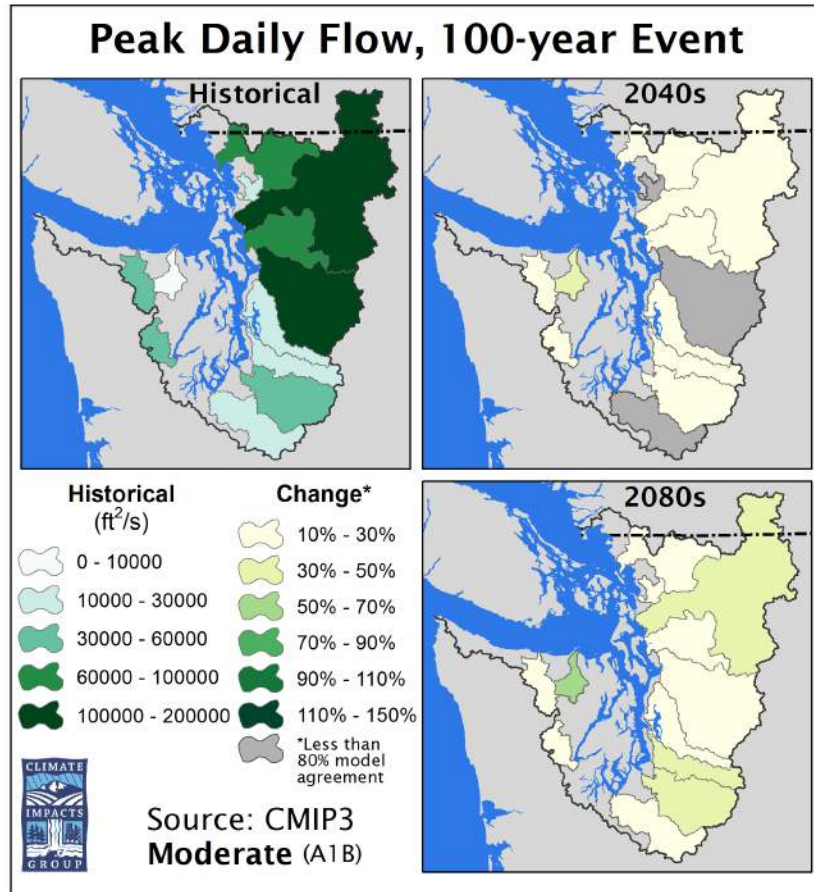 Peak Daily Flow, 100-year Event
Historical
2040s
Historical
(ft²/s)
0 - 10000
10000 - 30000
30000 - 60000
60000 - 100000
100000 - 200000
Change*
10% - 30%
30% - 50%
50% - 70%
70% - 90%
90% - 110%
110% - 150%
*Less than
80% model
agreement
2080s
CLIMATE
IMPACTS
GROUP
Source: CMIP3
Moderate (A1B)